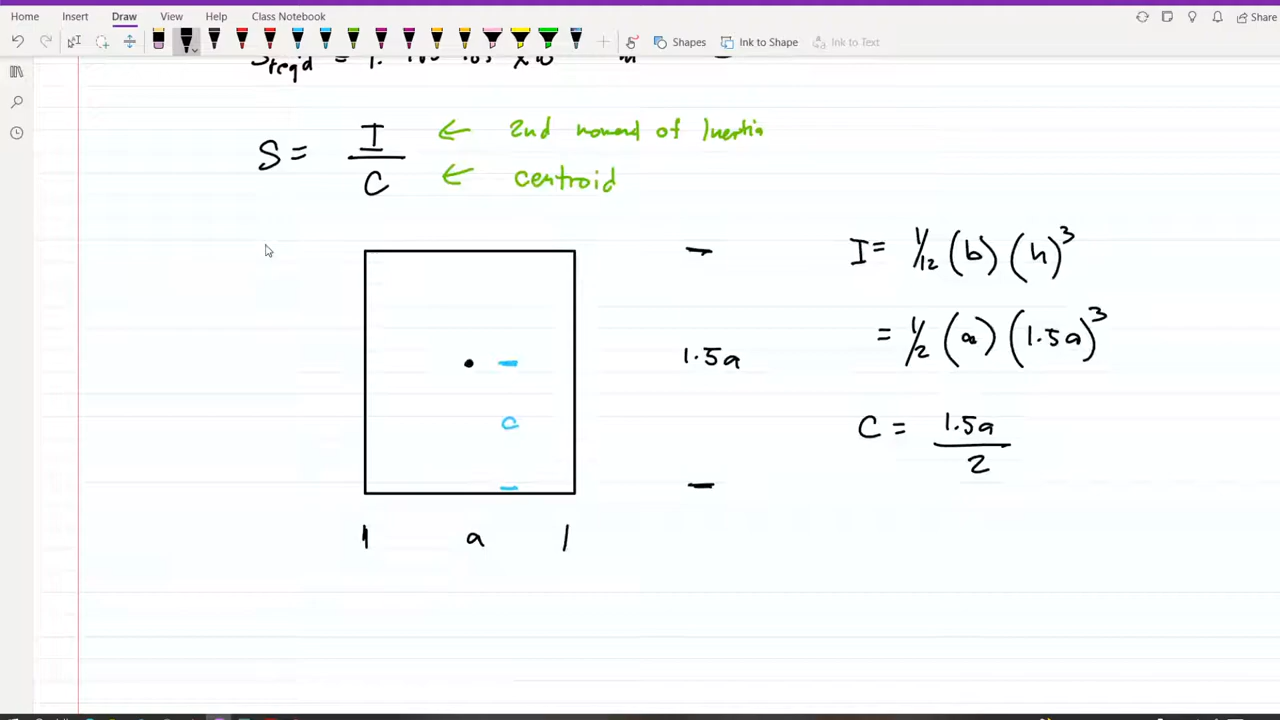 Home Insert Draw View Help Class Notebook
Share
Shapes Ink to Shape Ink to Text
S = I/C
← 2nd moment of Inertia
← centroid
I = 1/12 (b) (h)^3
= 1/2 (a) (1.5a)^3
1.5a
C
C = 1.5a/2
a